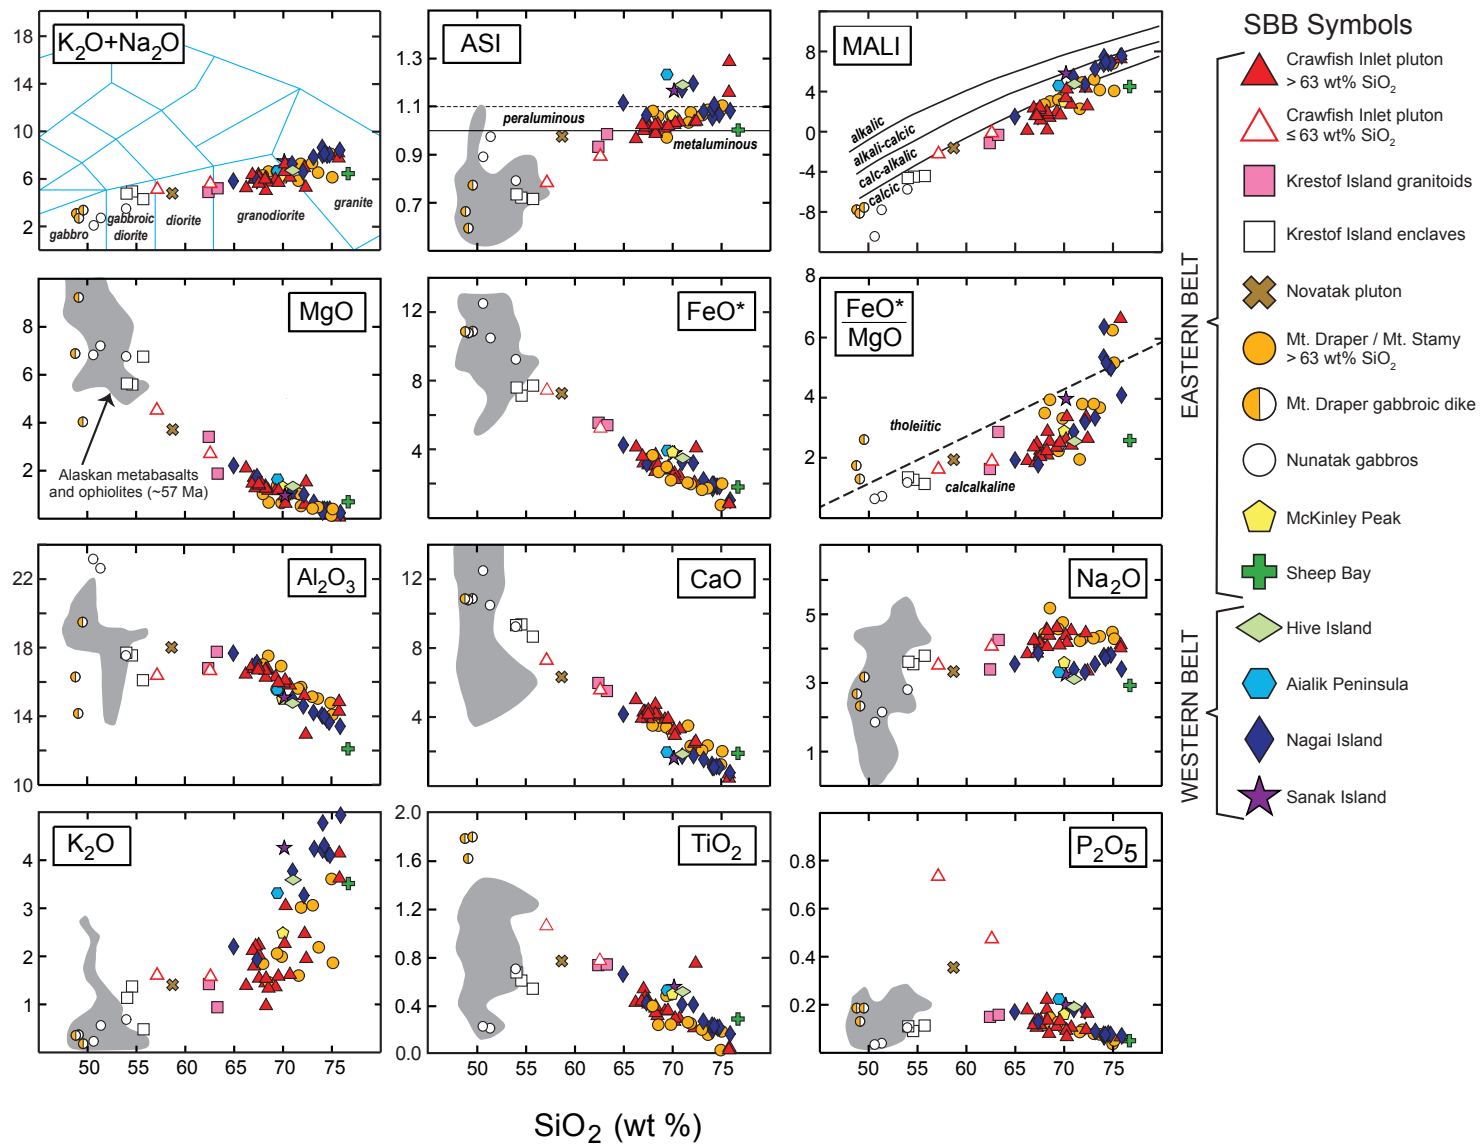 K₂O+Na₂O
18
14
10
6
2
gabbro
gabbroic
diorite
diorite
granodiorite
granite
ASI
1.3
1.1
0.9
0.7
peraluminous
metaluminous
MALI
8
4
0
-4
-8
alkalic
alkali-calcic
calc-alkalic
calcic
MgO
8
6
4
2
Alaskan metabasalts
and ophiolites (~57 Ma)
FeO*
12
8
4
FeO*
MgO
8
6
4
2
tholeiitic
calcalkaline
Al₂O₃
22
18
14
10
CaO
12
8
4
Na₂O
5
3
1
K₂O
4
3
2
1
50 55 60 65 70 75
TiO₂
2.0
1.6
1.2
0.8
0.4
0.0
50 55 60 65 70 75
P₂O₅
0.8
0.6
0.4
0.2
50 55 60 65 70 75
SiO₂ (wt %)
SBB Symbols
Crawfish Inlet pluton
> 63 wt% SiO₂
Crawfish Inlet pluton
≤ 63 wt% SiO₂
Krestof Island granitoids
Krestof Island enclaves
Novatak pluton
Mt. Draper / Mt. Stamy
> 63 wt% SiO₂
Mt. Draper gabbroic dike
Nunatak gabbros
McKinley Peak
Sheep Bay
Hive Island
Aialik Peninsula
Nagai Island
Sanak Island
EASTERN BELT
WESTERN BELT